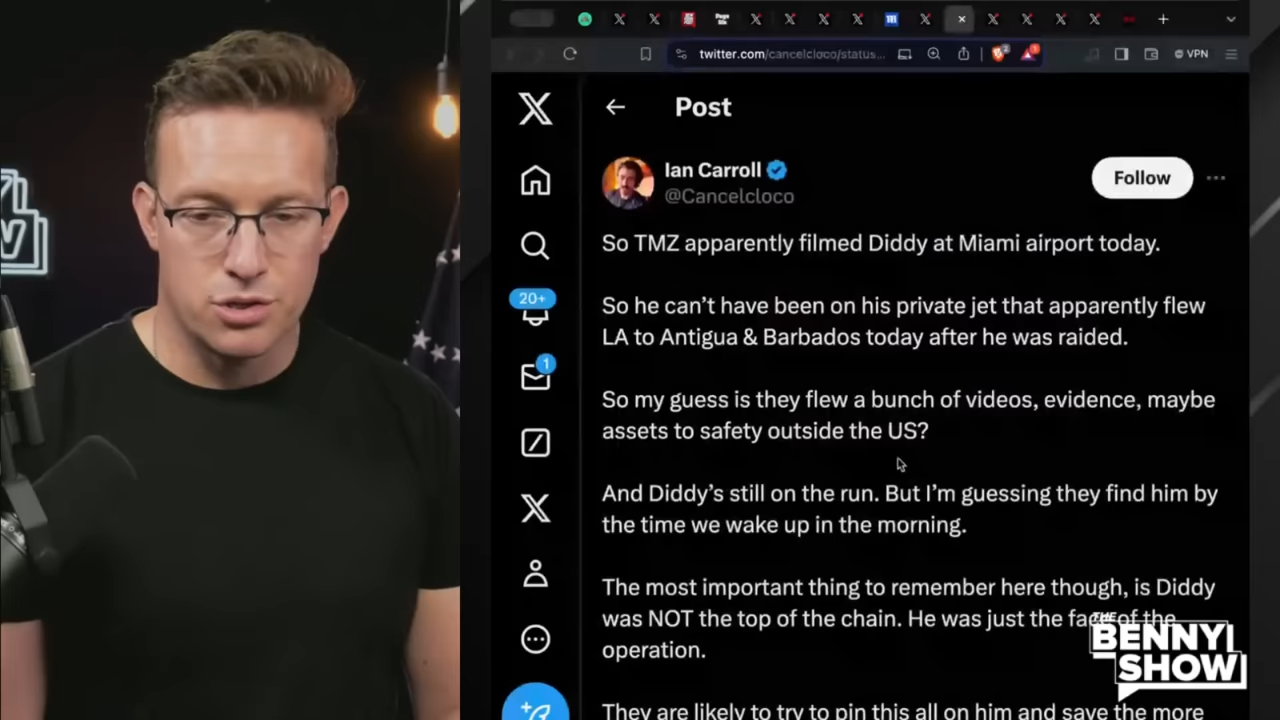 twitter.com/cancelcloco/status...
VPN
Post
Ian Carroll
@Cancelcloco
Follow
So TMZ apparently filmed Diddy at Miami airport today.
So he can’t have been on his private jet that apparently flew
LA to Antigua & Barbados today after he was raided.
So my guess is they flew a bunch of videos, evidence, maybe
assets to safety outside the US?
20+
1
And Diddy’s still on the run. But I’m guessing they find him by
the time we wake up in the morning.
The most important thing to remember here though, is Diddy
was NOT the top of the chain. He was just the face of the
operation.
They are likely to try to pin this all on him and save the more
THE
BENNY
SHOW